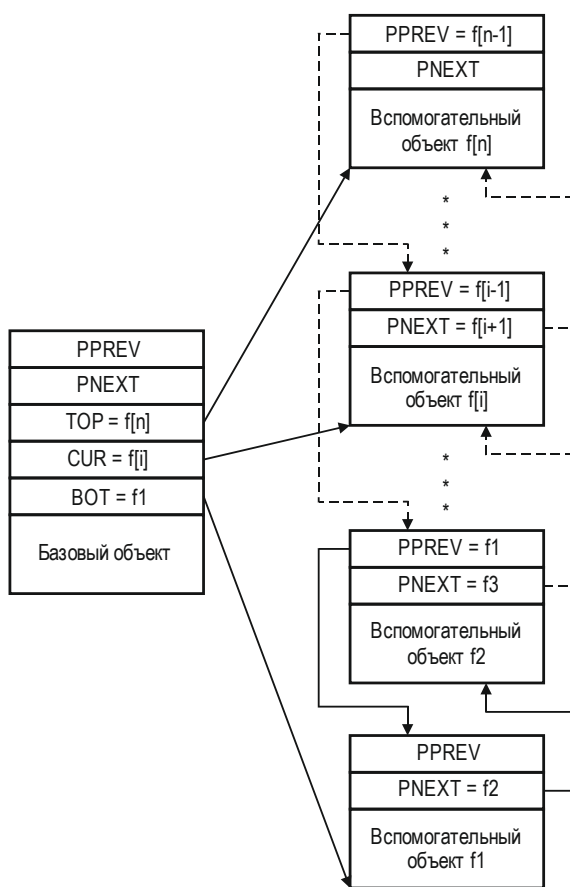 PPREV = f[n-1]
PNEXT
Вспомогательный
объект f[n]
*
*
*
PPREV = f[i-1]
PNEXT = f[i+1]
Вспомогательный
объект f[i]
PPREV
PNEXT
TOP = f[n]
CUR = f[i]
BOT = f1
Базовый объект
*
*
*
PPREV = f1
PNEXT = f3
Вспомогательный
объект f2
PPREV
PNEXT = f2
Вспомогательный
объект f1